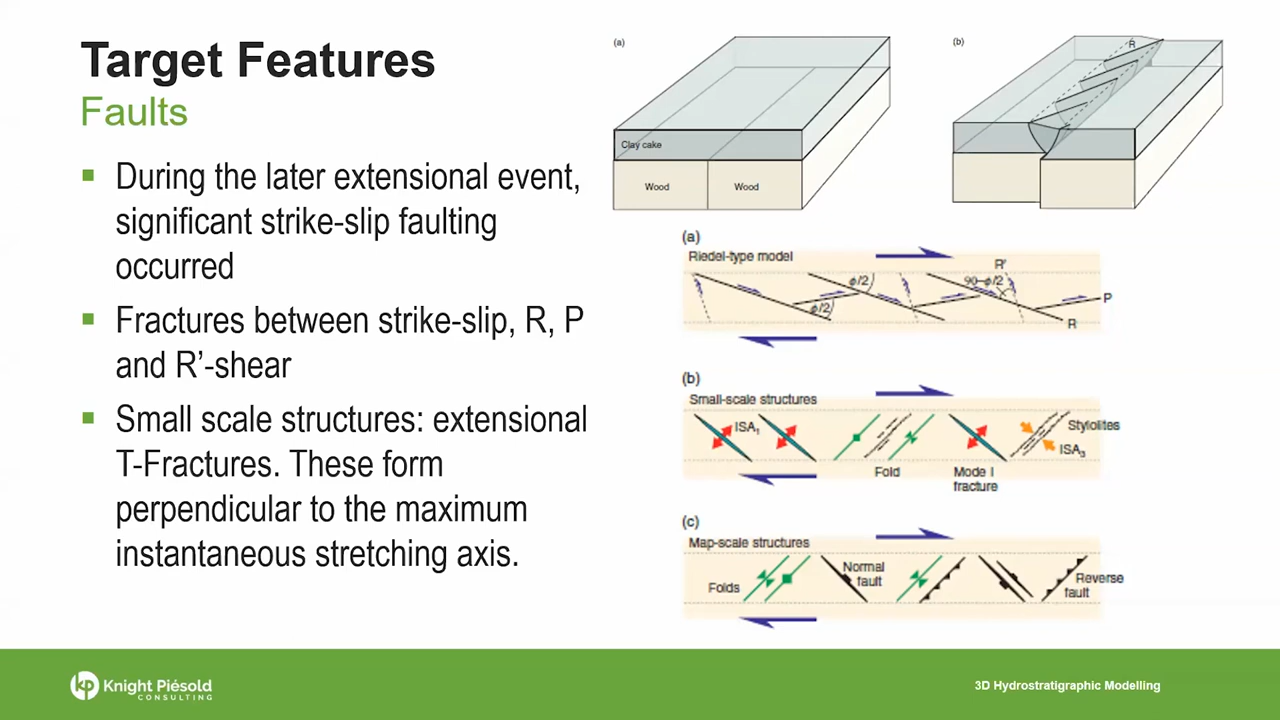 Target Features
Faults
During the later extensional event,
significant strike-slip faulting
occurred
Fractures between strike-slip, R, P
and R’-shear
Small scale structures: extensional
T-Fractures. These form
perpendicular to the maximum
instantaneous stretching axis.
(a)
Clay cake
Wood
Wood
(b)
R
(a)
Riedel-type model
R'
ϕ/2
90-ϕ/2
ϕ/2
P
R
(b)
Small-scale structures
ISA₁
Stylolites
ISA₃
Fold
Mode I
fracture
(c)
Map-scale structures
Folds
Normal
fault
Reverse
fault
kp Knight Piésold
CONSULTING
3D Hydrostratigraphic Modelling